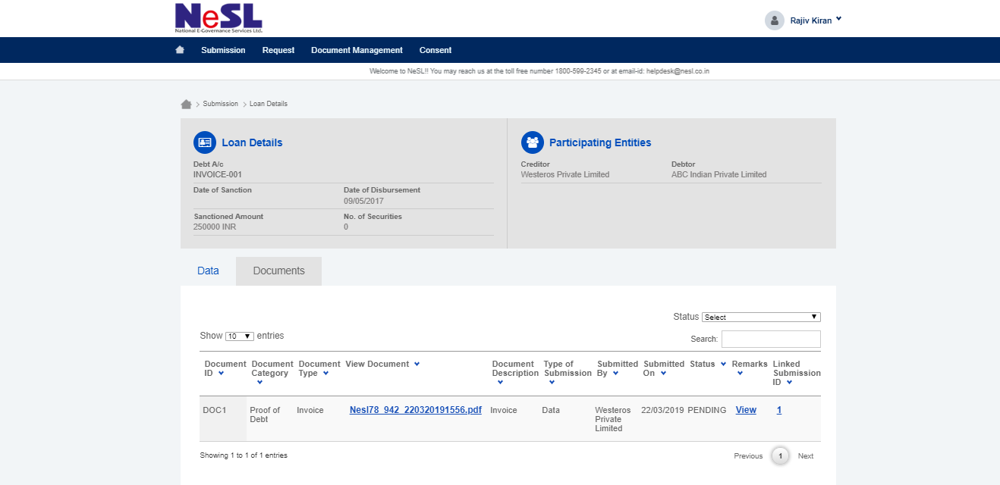 NeSL
National E-Governance Services Ltd.
Rajiv Kiran
Submission Request Document Management Consent
Welcome to NeSL!! You may reach us at the toll free number 1800-599-2345 or at email-id: helpdesk@nesl.co.in
Submission Loan Details
Loan Details
Debt A/c
INVOICE-001
Date of Sanction Date of Disbursement
09/05/2017
Sanctioned Amount No. of Securities
250000 INR 0
Participating Entities
Creditor Debtor
Westeros Private Limited ABC Indian Private Limited
Data Documents
Status Select
Show 10 entries
Search:
Document Document Document View Document Document Type of Submitted Submitted Status Remarks Linked
ID Category Type Description Submission By On Submission
ID
DOC1 Proof of Invoice Nesl78_942_220320191556.pdf Invoice Data Westeros 22/03/2019 PENDING View 1
Debt Private
Limited
Showing 1 to 1 of 1 entries
Previous 1 Next